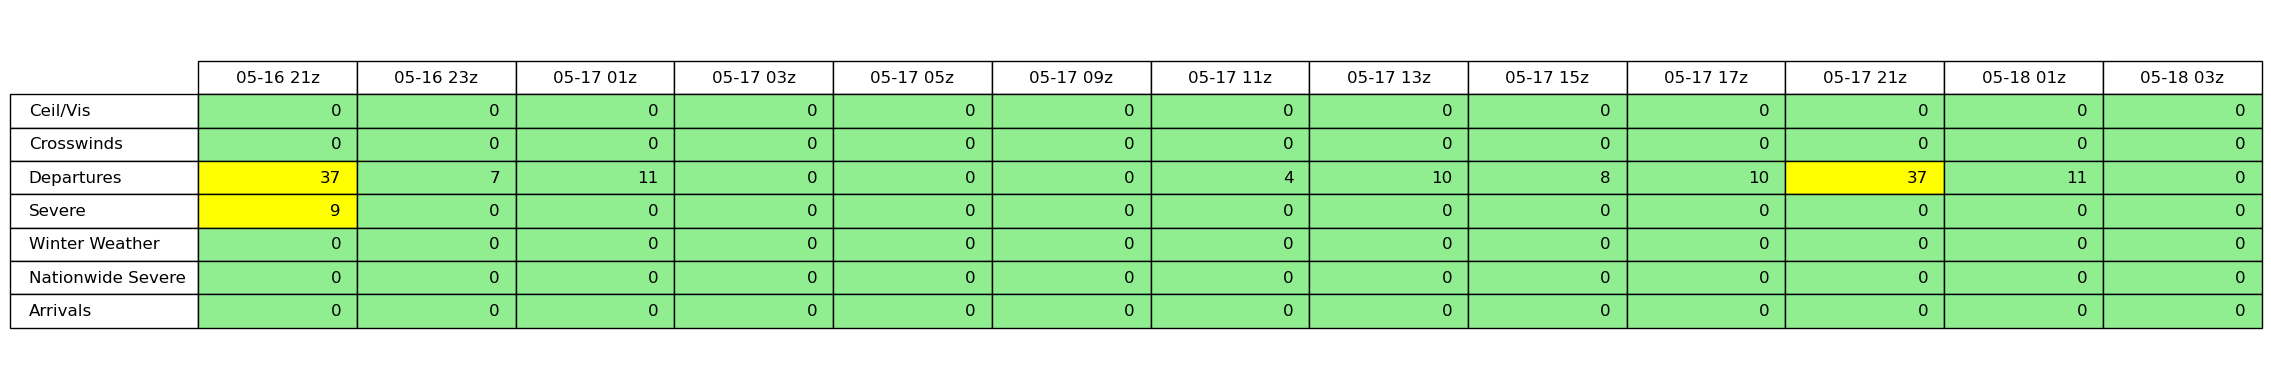 05-16 21z 05-16 23z 05-17 01z 05-17 03z 05-17 05z 05-17 09z 05-17 11z 05-17 13z 05-17 15z 05-17 17z 05-17 21z 05-18 01z 05-18 03z
Ceil/Vis 0 0 0 0 0 0 0 0 0 0 0 0 0
Crosswinds 0 0 0 0 0 0 0 0 0 0 0 0 0
Departures 37 7 11 0 0 0 4 10 8 10 37 11 0
Severe 9 0 0 0 0 0 0 0 0 0 0 0 0
Winter Weather 0 0 0 0 0 0 0 0 0 0 0 0 0
Nationwide Severe 0 0 0 0 0 0 0 0 0 0 0 0 0
Arrivals 0 0 0 0 0 0 0 0 0 0 0 0 0